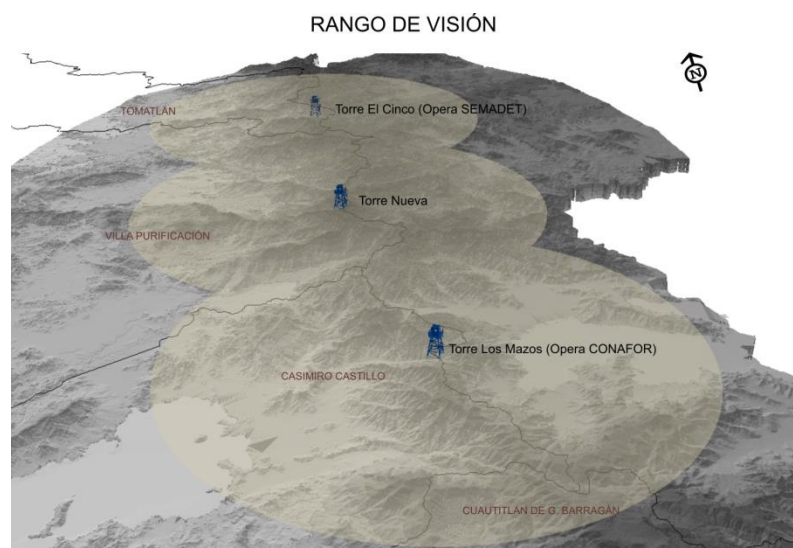 RANGO DE VISIÓN
N
TOMATLÁN
Torre El Cinco (Opera SEMADET)
Torre Nueva
VILLA PURIFICACIÓN
Torre Los Mazos (Opera CONAFOR)
CASIMIRO CASTILLO
CUAUTITLAN DE G. BARRAGÁN